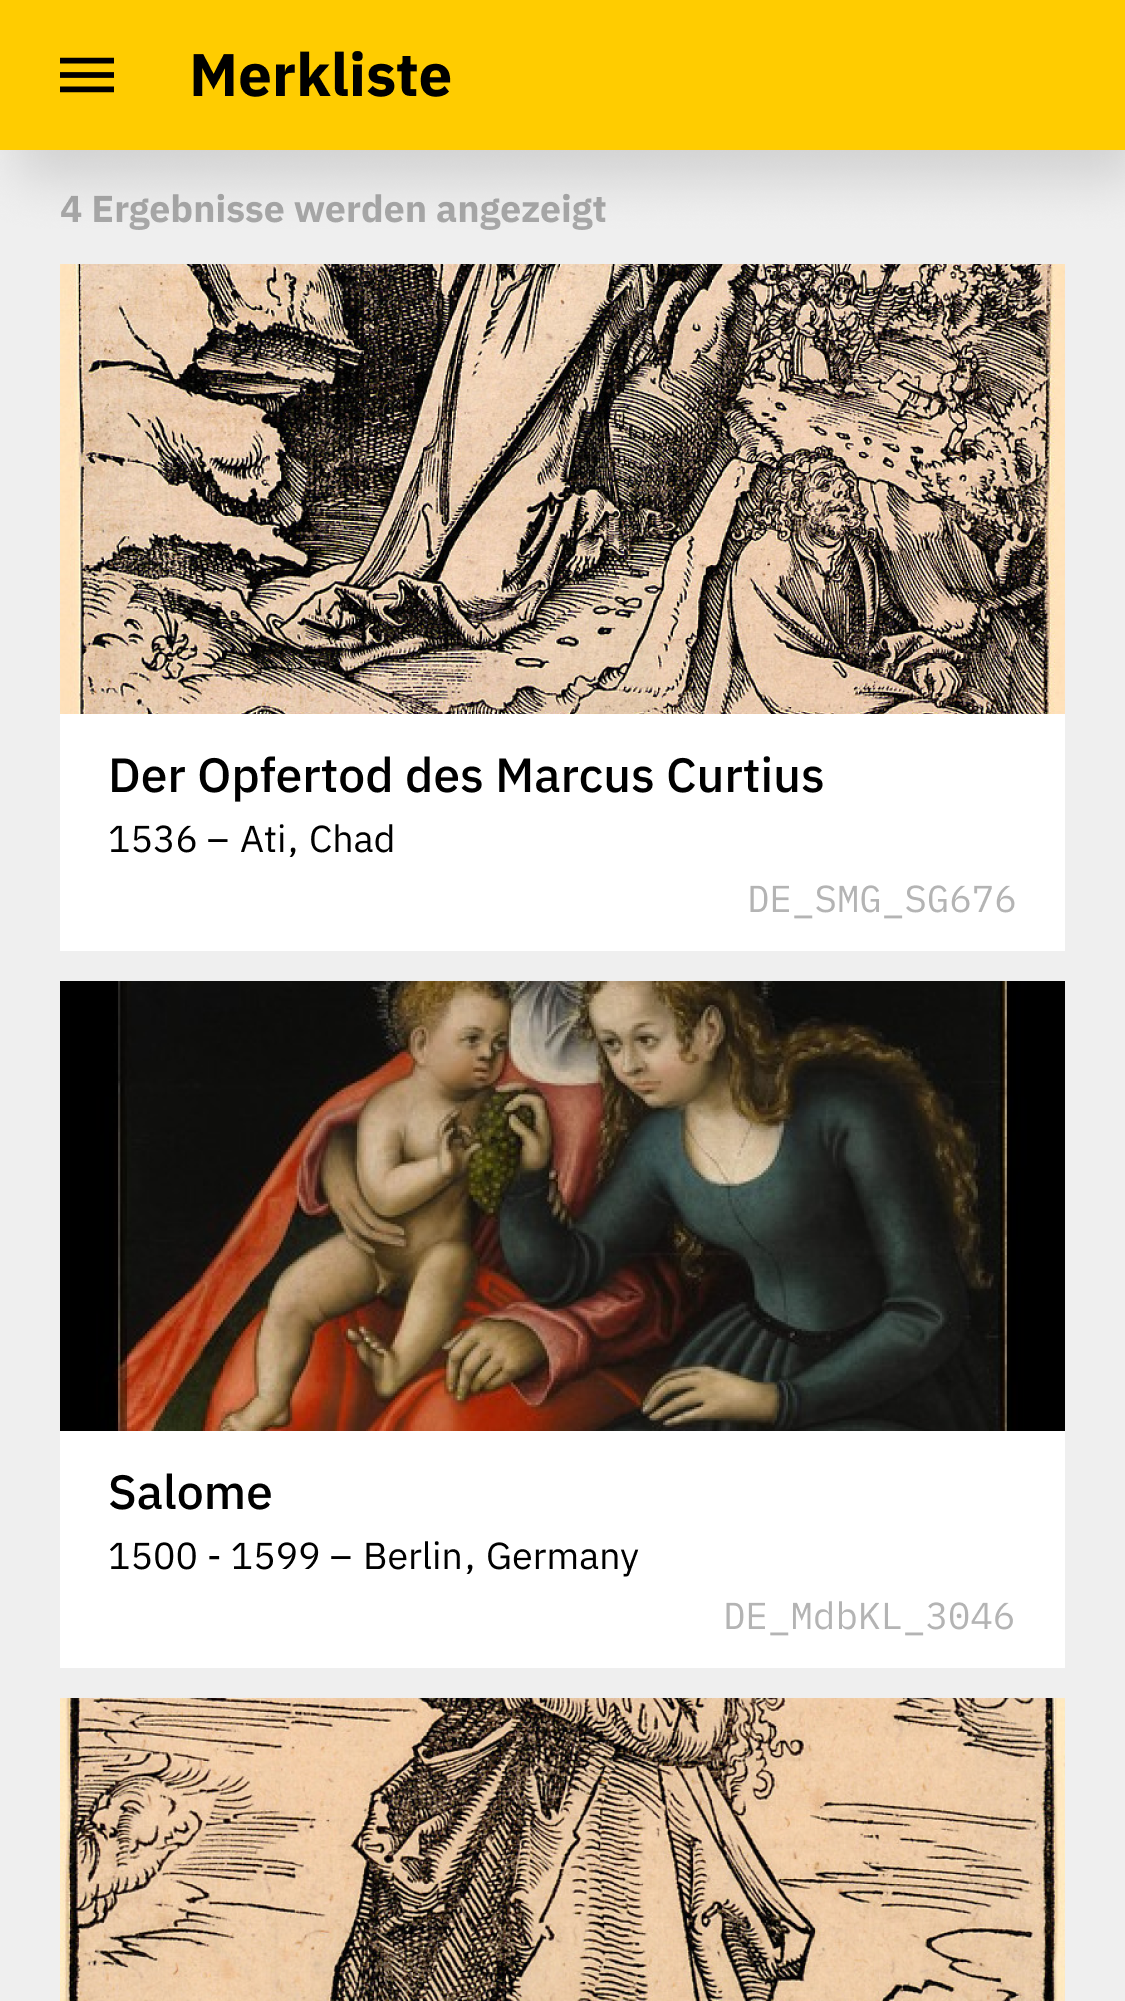 Merkliste
4 Ergebnisse werden angezeigt
Der Opfertod des Marcus Curtius
1536 – Ati, Chad
DE_SMG_SG676
Salome
1500 - 1599 – Berlin, Germany
DE_MdbKL_3046